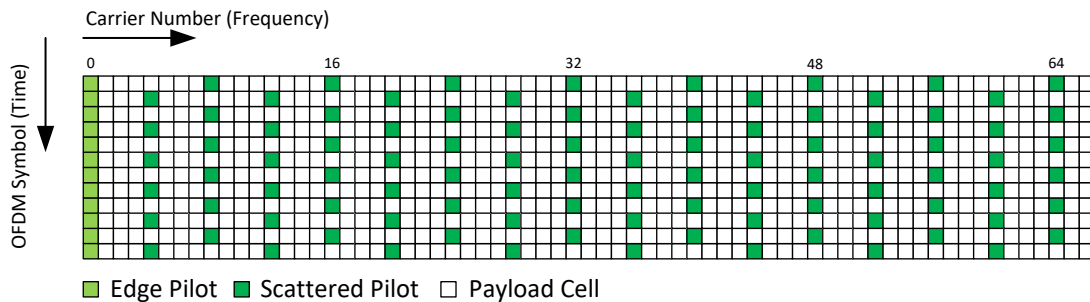 Carrier Number (Frequency)
OFDM Symbol (Time)
0 16 32 48 64
Edge Pilot Scattered Pilot Payload Cell